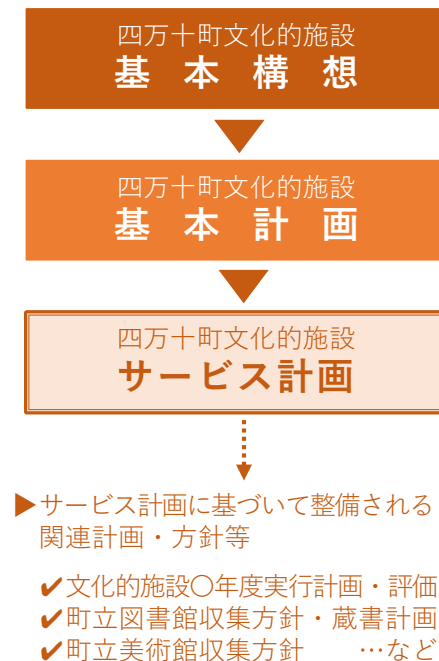 四万十町文化的施設
基本構想
四万十町文化的施設
基本計画
四万十町文化的施設
サービス計画
▶サービス計画に基づいて整備される
関連計画・方針等
✔文化的施設〇年度実行計画・評価
✔町立図書館収集方針・蔵書計画
✔町立美術館収集方針　…など